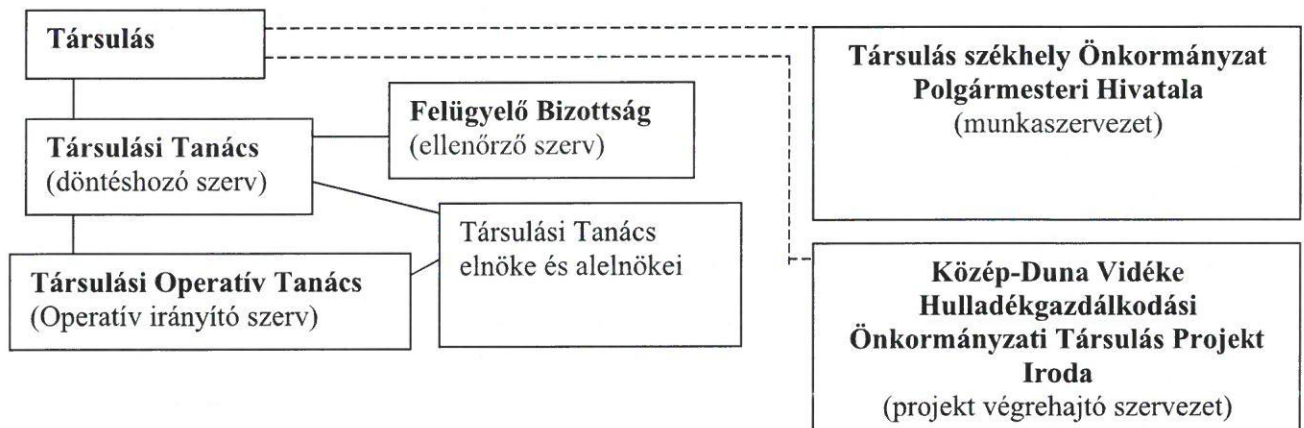 Társulás
Társulási Tanács
(döntéshozó szerv)
Felügyelő Bizottság
(ellenőrző szerv)
Társulási Tanács
elnöke és alelnökei
Társulási Operatív Tanács
(Operatív irányító szerv)
Társulás székhely Önkormányzat
Polgármesteri Hivatala
(munkaszervezet)
Közép-Duna Vidéke
Hulladékgazdálkodási
Önkormányzati Társulás Projekt
Iroda
(projekt végrehajtó szervezet)